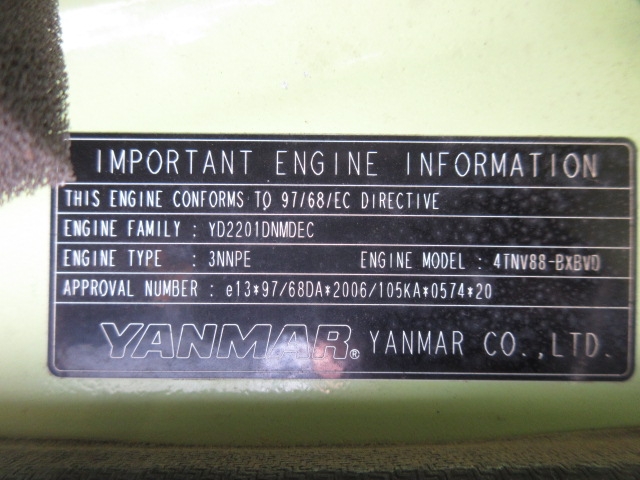 IMPORTANT ENGINE INFORMATION
THIS ENGINE CONFORMS TO 97/68/EC DIRECTIVE
ENGINE FAMILY : YD2201DNMDEC
ENGINE TYPE : 3NNPE ENGINE MODEL : 4TNV88-BXBVD
APPROVAL NUMBER : e13*97/68DA*2006/105KA*0574*20
YANMAR® YANMAR CO.,LTD.